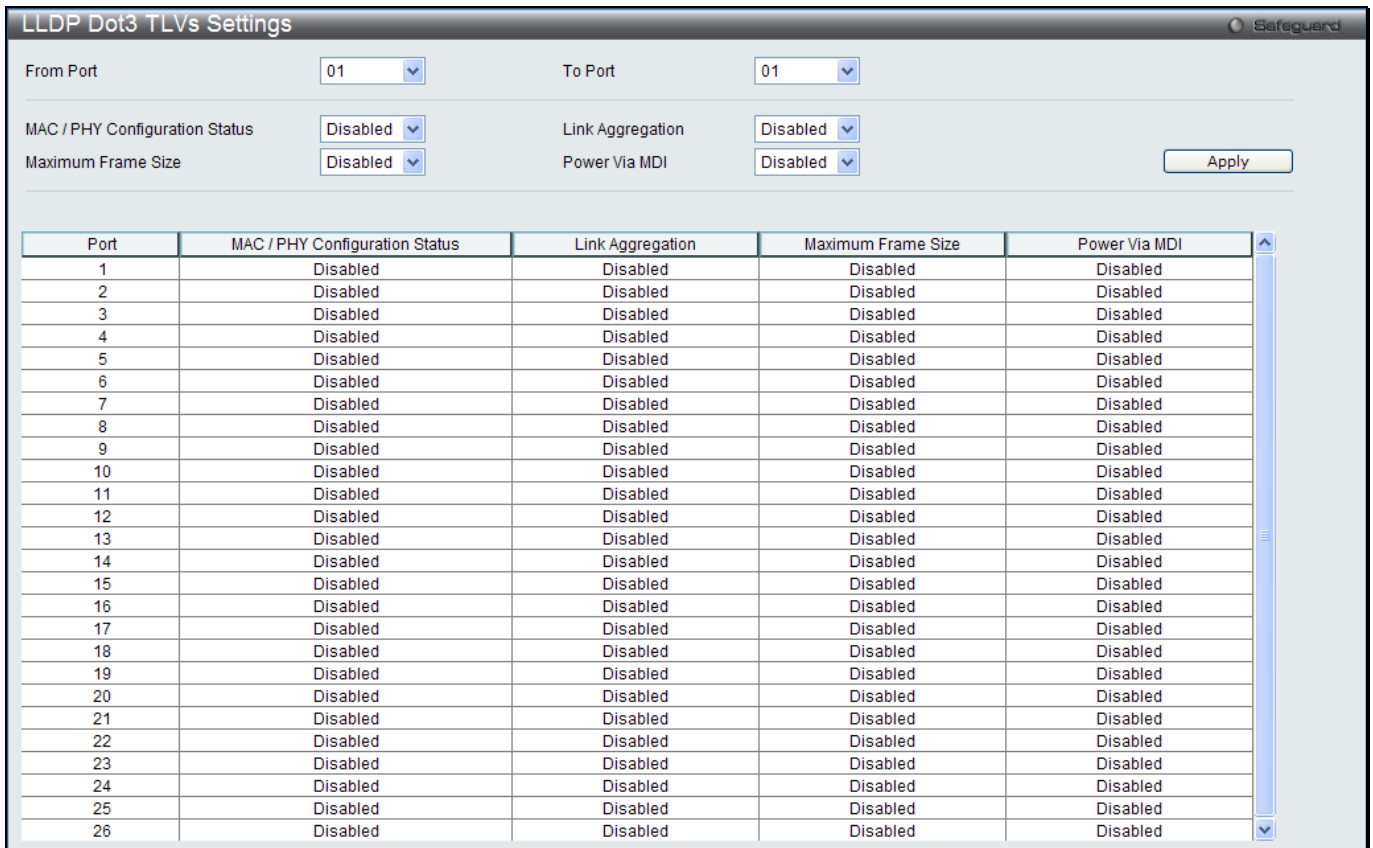 LLDP Dot3 TLVs Settings
Safeguard
From Port 01 To Port 01
MAC / PHY Configuration Status Disabled Link Aggregation Disabled
Maximum Frame Size Disabled Power Via MDI Disabled Apply
Port MAC / PHY Configuration Status Link Aggregation Maximum Frame Size Power Via MDI
1 Disabled Disabled Disabled Disabled
2 Disabled Disabled Disabled Disabled
3 Disabled Disabled Disabled Disabled
4 Disabled Disabled Disabled Disabled
5 Disabled Disabled Disabled Disabled
6 Disabled Disabled Disabled Disabled
7 Disabled Disabled Disabled Disabled
8 Disabled Disabled Disabled Disabled
9 Disabled Disabled Disabled Disabled
10 Disabled Disabled Disabled Disabled
11 Disabled Disabled Disabled Disabled
12 Disabled Disabled Disabled Disabled
13 Disabled Disabled Disabled Disabled
14 Disabled Disabled Disabled Disabled
15 Disabled Disabled Disabled Disabled
16 Disabled Disabled Disabled Disabled
17 Disabled Disabled Disabled Disabled
18 Disabled Disabled Disabled Disabled
19 Disabled Disabled Disabled Disabled
20 Disabled Disabled Disabled Disabled
21 Disabled Disabled Disabled Disabled
22 Disabled Disabled Disabled Disabled
23 Disabled Disabled Disabled Disabled
24 Disabled Disabled Disabled Disabled
25 Disabled Disabled Disabled Disabled
26 Disabled Disabled Disabled Disabled